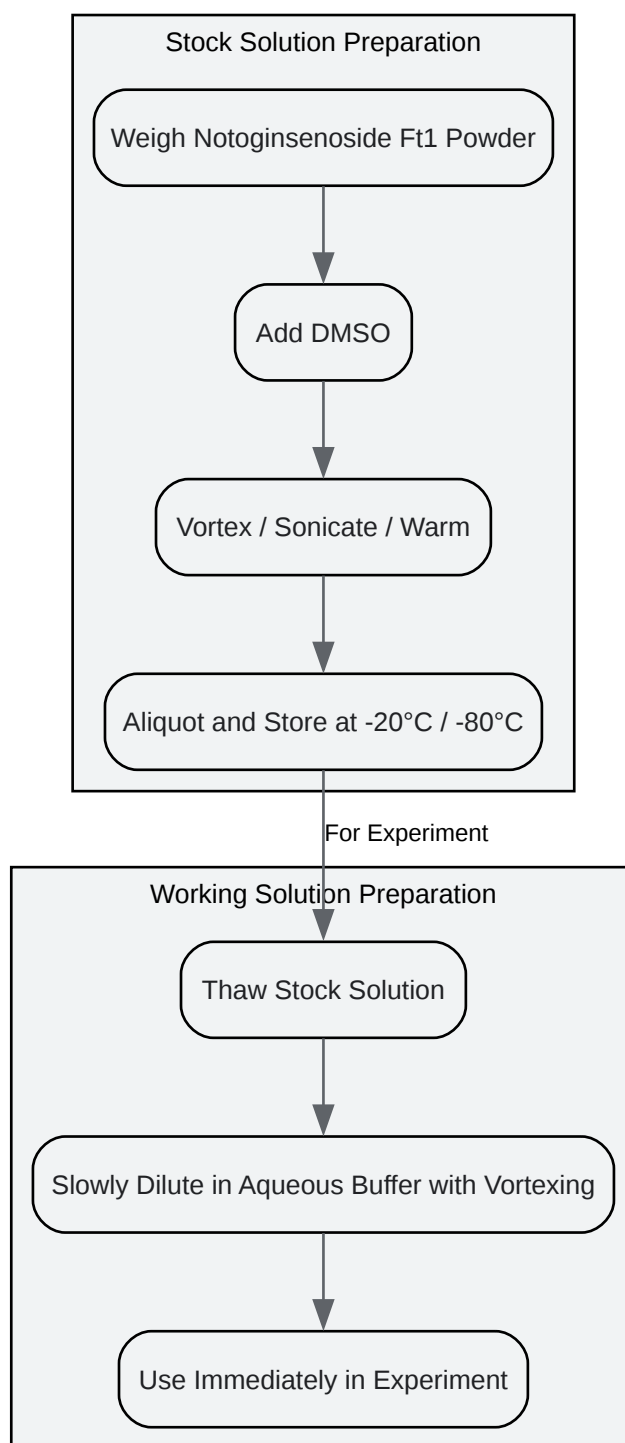 Stock Solution Preparation
Weigh Notoginsenoside Ft1 Powder
Add DMSO
Vortex / Sonicate / Warm
Aliquot and Store at -20°C / -80°C
For Experiment
Working Solution Preparation
Thaw Stock Solution
Slowly Dilute in Aqueous Buffer with Vortexing
Use Immediately in Experiment